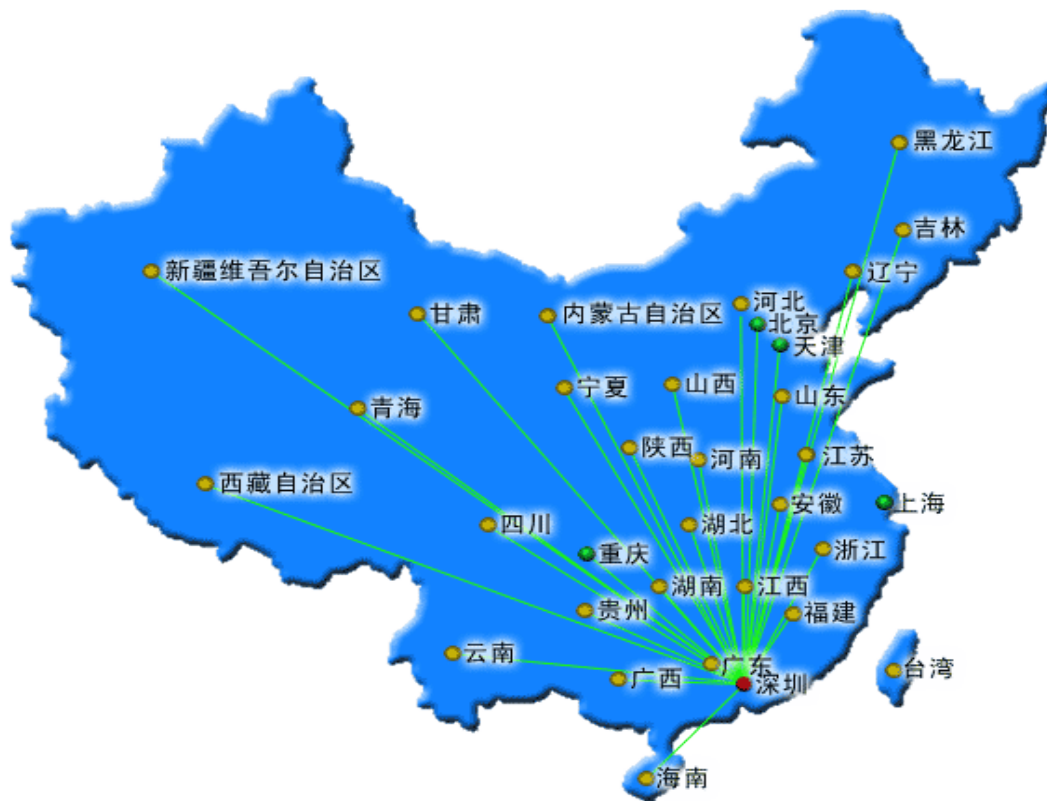 黑龙江
吉林
新疆维吾尔自治区
辽宁
河北
甘肃
内蒙古自治区
北京
天津
宁夏
山西
山东
青海
陕西
河南
江苏
西藏自治区
安徽
上海
四川
湖北
重庆
浙江
湖南
江西
贵州
福建
云南
广东
台湾
广西
深圳
海南